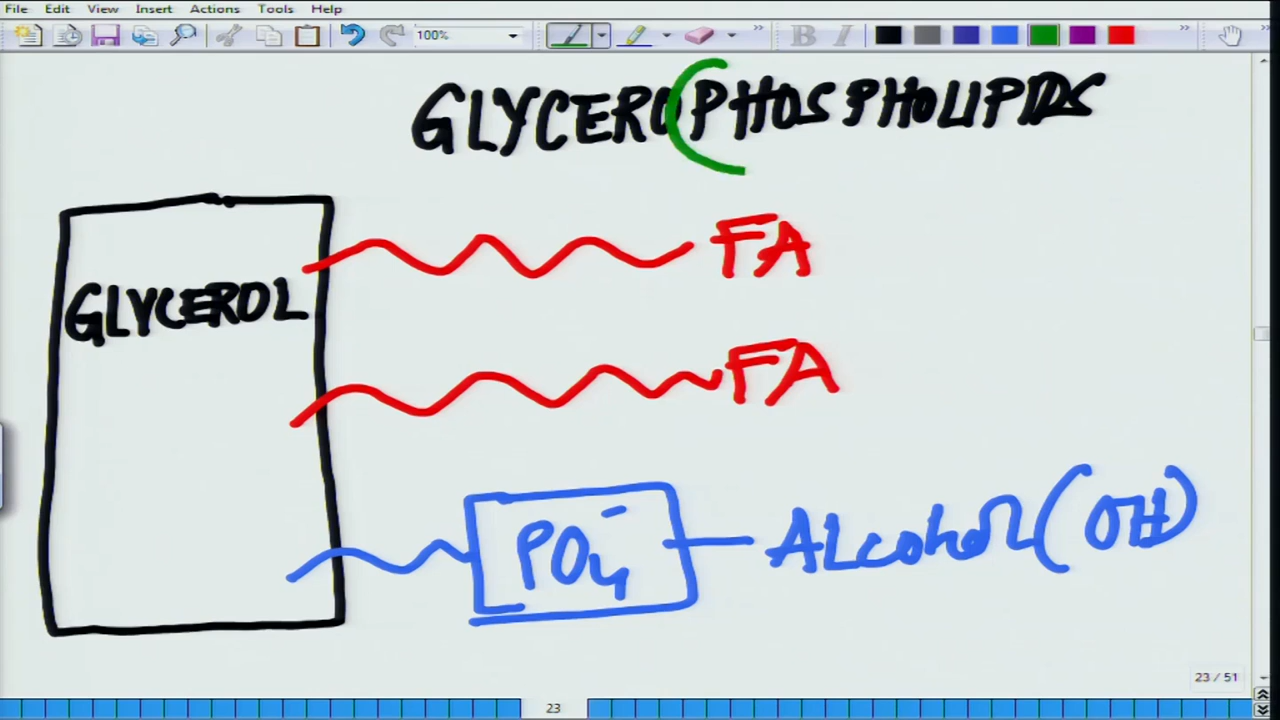 File Edit View Insert Actions Tools Help
100%
B I
GLYCEROPHOSPHOLIPIDS
GLYCEROL
FA
FA
PO4- Alcohol (OH)
23 / 51
23